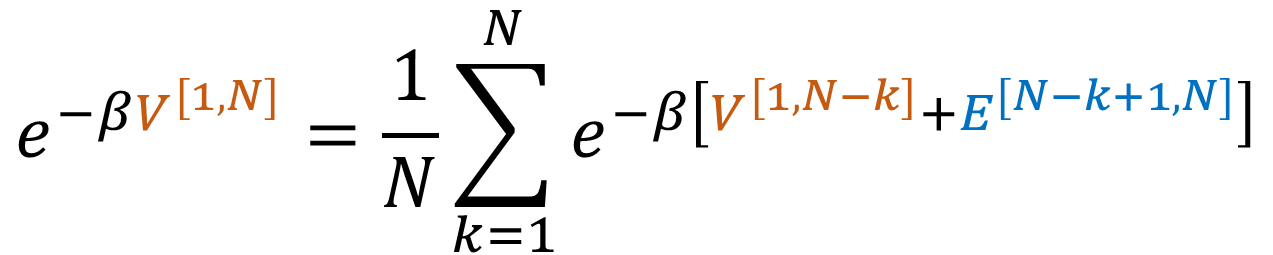 e^{-βV^{[1,N]}} = \frac{1}{N} \sum_{k=1}^{N} e^{-β[V^{[1,N-k]}+E^{[N-k+1,N]}]}